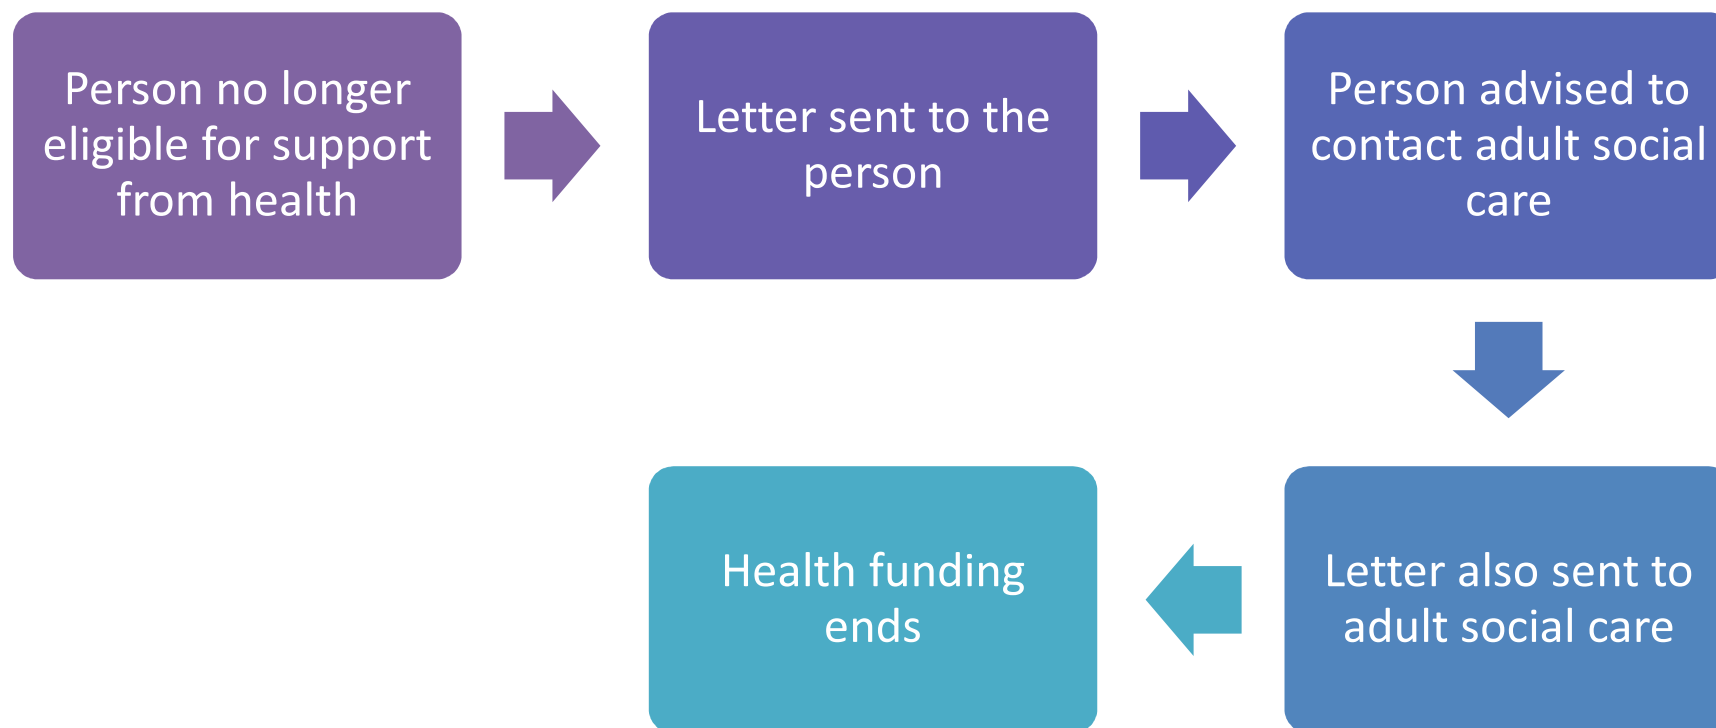 Person no longer
eligible for support
from health
Letter sent to the
person
Person advised to
contact adult social
care
Letter also sent to
adult social care
Health funding
ends